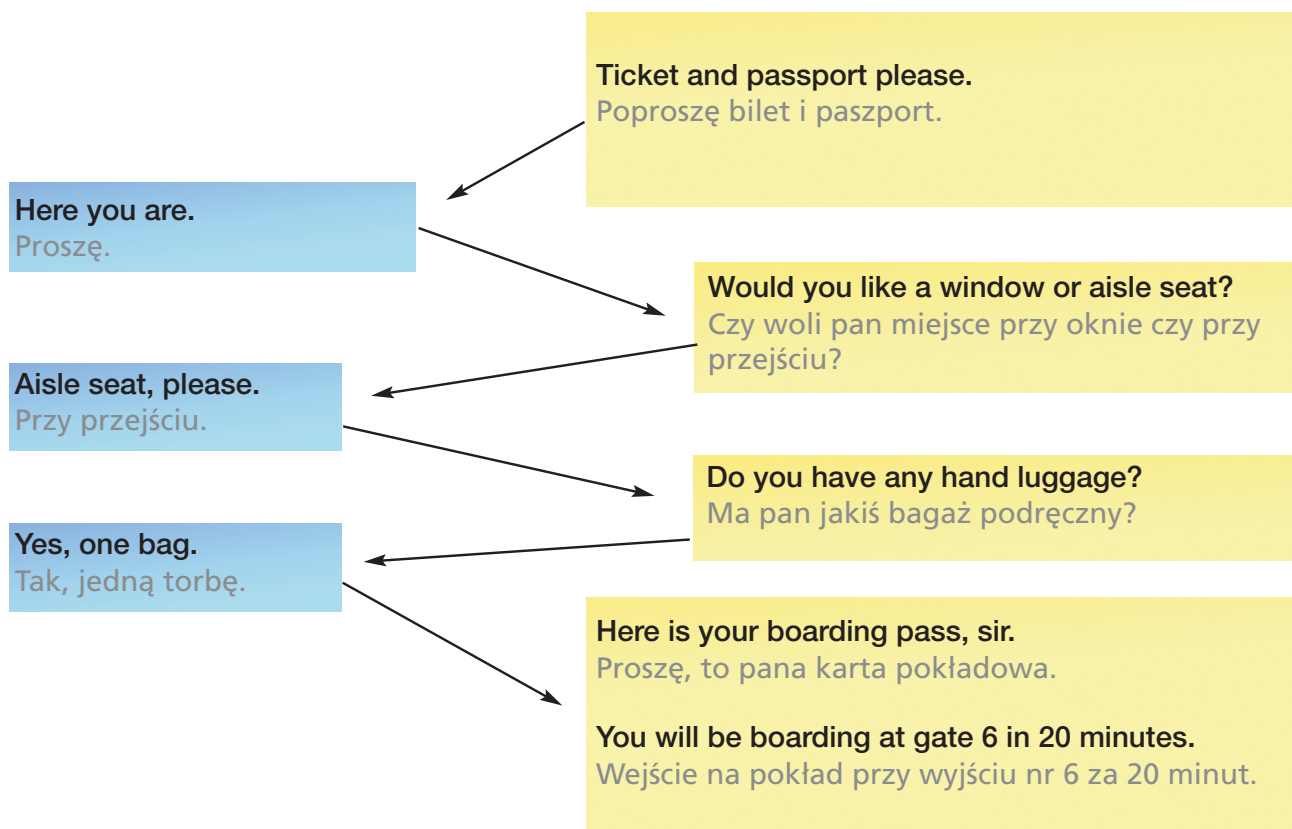 Ticket and passport please.
Poproszę bilet i paszport.
Here you are.
Proszę.
Would you like a window or aisle seat?
Czy woli pan miejsce przy oknie czy przy
przejściu?
Aisle seat, please.
Przy przejściu.
Do you have any hand luggage?
Ma pan jakiś bagaż podręczny?
Yes, one bag.
Tak, jedną torbę.
Here is your boarding pass, sir.
Proszę, to pana karta pokładowa.
You will be boarding at gate 6 in 20 minutes.
Wejście na pokład przy wyjściu nr 6 za 20 minut.